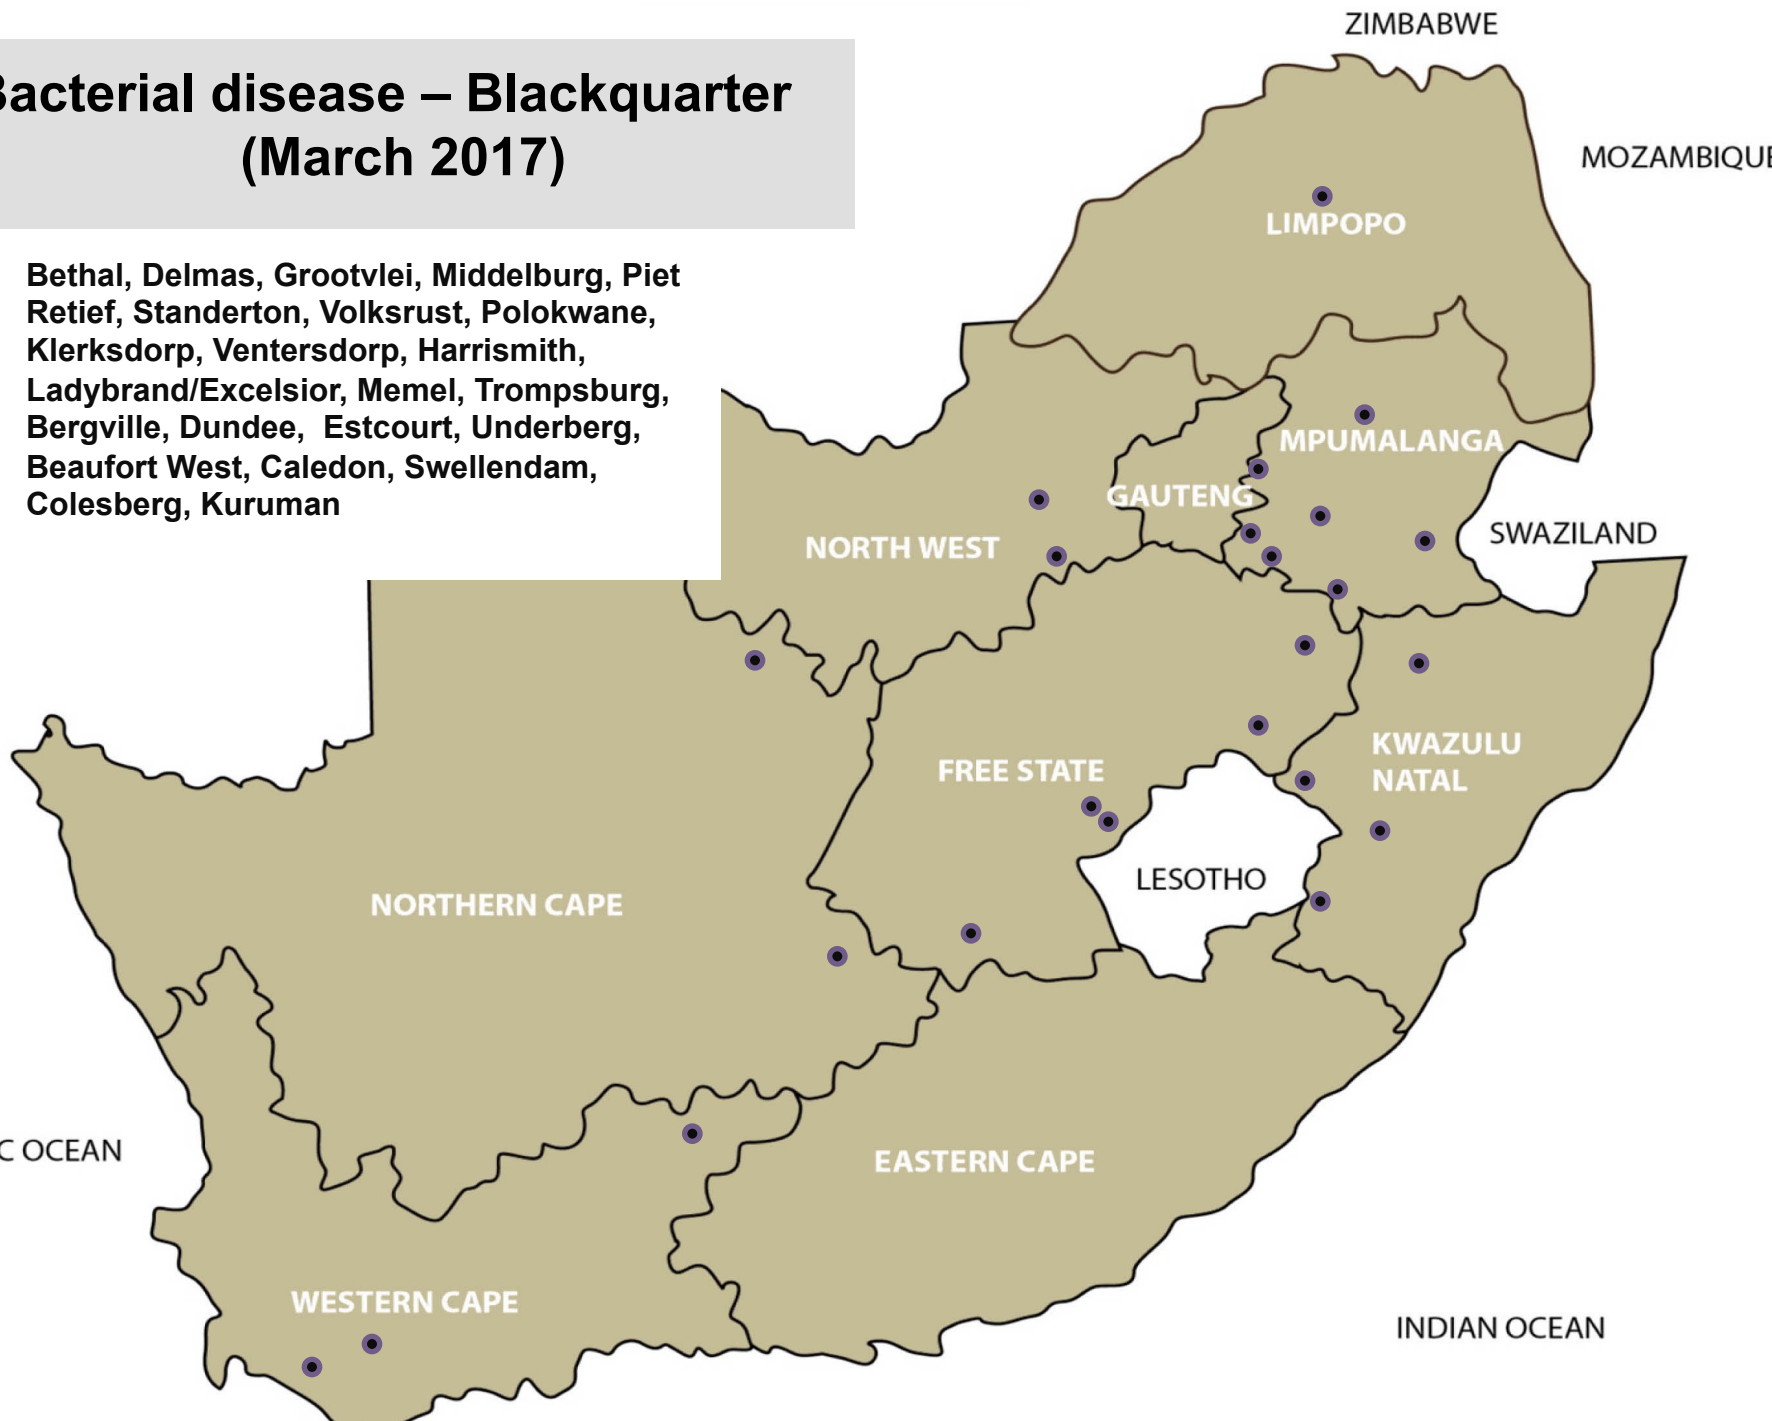 ZIMBABWE
Bacterial disease – Blackquarter
(March 2017)
MOZAMBIQUE
LIMPOPO
Bethal, Delmas, Grootvlei, Middelburg, Piet
Retief, Standerton, Volksrust, Polokwane,
Klerksdorp, Ventersdorp, Harrismith,
Ladybrand/Excelsior, Memel, Trompsburg,
Bergville, Dundee,  Estcourt, Underberg,
Beaufort West, Caledon, Swellendam,
Colesberg, Kuruman
MPUMALANGA
GAUTENG
NORTH WEST
SWAZILAND
KWAZULU
NATAL
FREE STATE
LESOTHO
NORTHERN CAPE
C OCEAN
EASTERN CAPE
WESTERN CAPE
INDIAN OCEAN